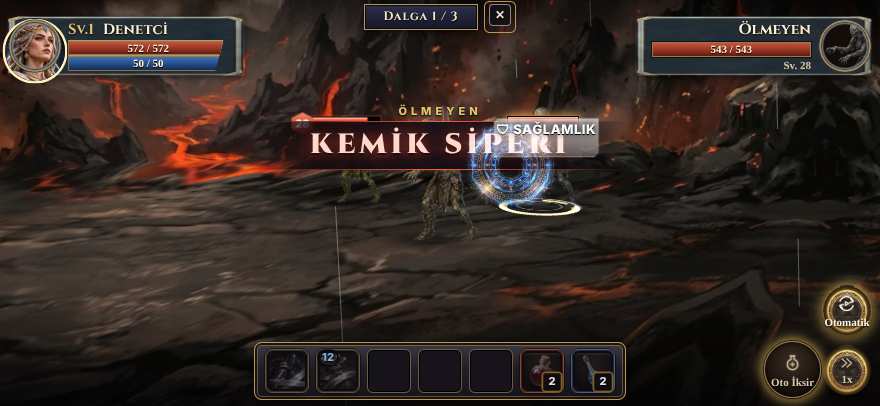 Sv.1 Denetci
572 / 572
50 / 50
Dalga 1 / 3
×
Ölmeyen
543 / 543
Sv. 28
ÖLMEYEN
KEMİK SİPERİ
SAĞLAMLIK
12
2
2
Otomatik
Oto İksir
1x